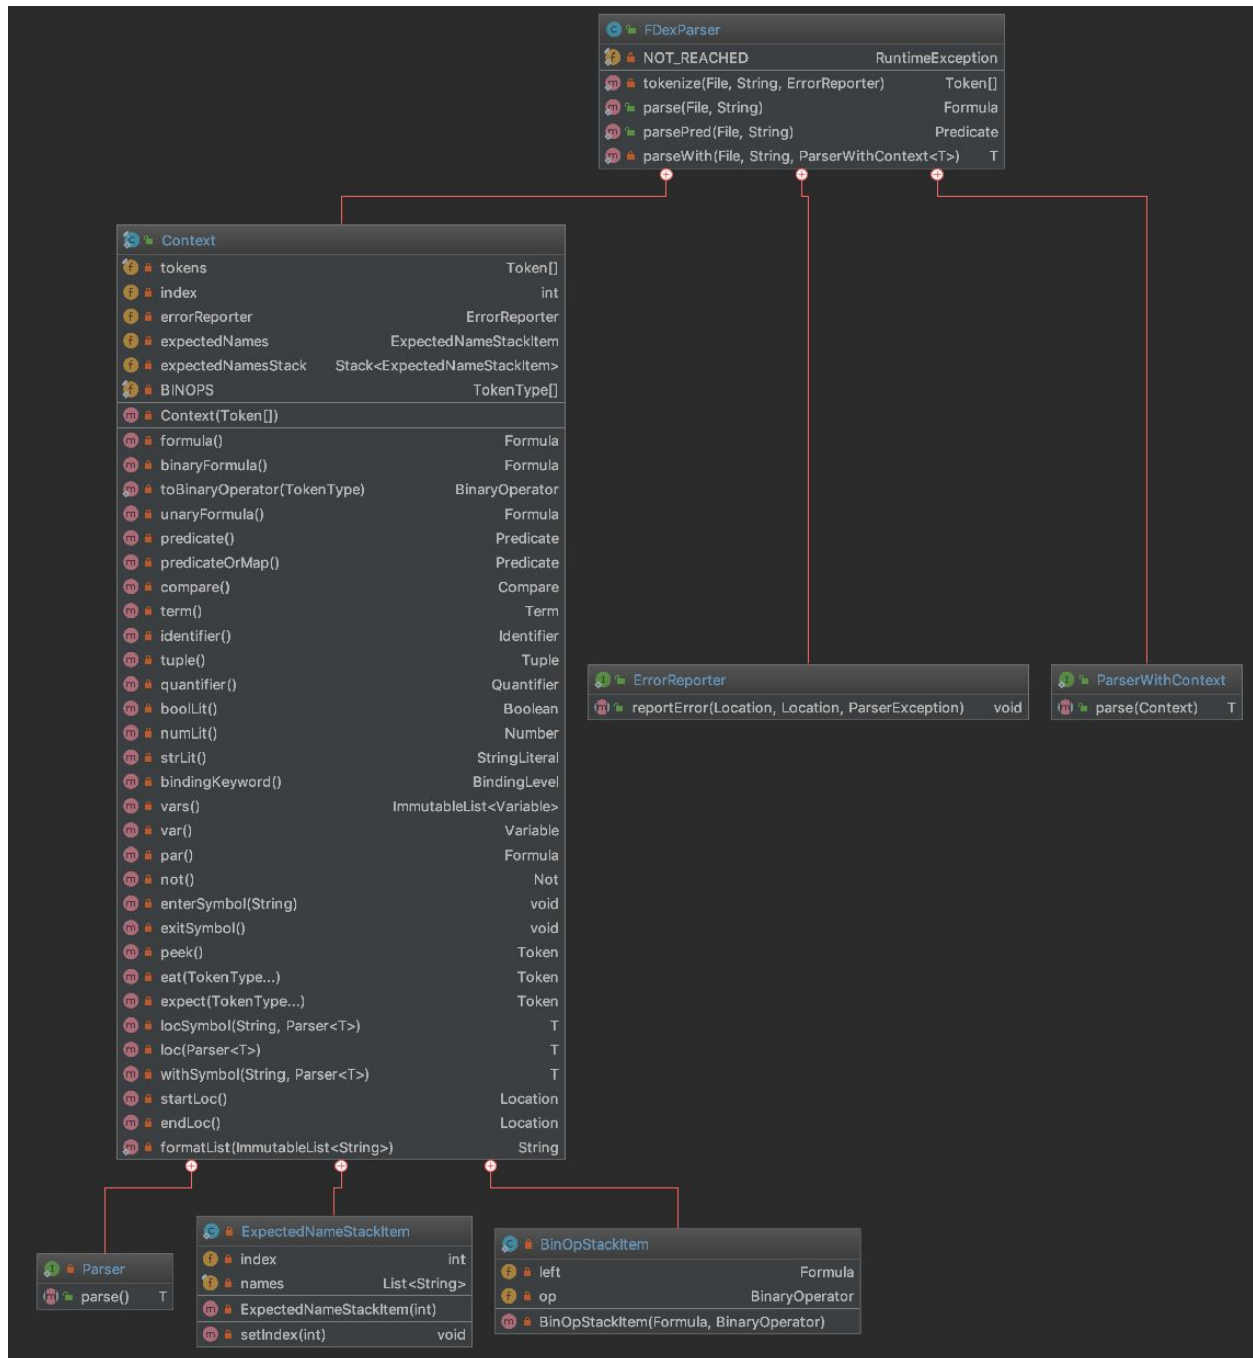 FDexParser
NOT_REACHED RuntimeException
tokenize(File, String, ErrorReporter) Token[]
parse(File, String) Formula
parsePred(File, String) Predicate
parseWith(File, String, ParserWithContext<T>) T
Context
tokens Token[]
index int
errorReporter ErrorReporter
expectedNames ExpectedNameStackItem
expectedNamesStack Stack<ExpectedNameStackItem>
BINOPS TokenType[]
Context(Token[])
formula() Formula
binaryFormula() Formula
toBinaryOperator(TokenType) BinaryOperator
unaryFormula() Formula
predicate() Predicate
predicateOrMap() Predicate
compare() Compare
term() Term
identifier() Identifier
tuple() Tuple
quantifier() Quantifier
boolLit() Boolean
numLit() Number
strLit() StringLiteral
bindingKeyword() BindingLevel
vars() ImmutableList<Variable>
var() Variable
par() Formula
not() Not
enterSymbol(String) void
exitSymbol() void
peek() Token
eat(TokenType...) Token
expect(TokenType...) Token
locSymbol(String, Parser<T>) T
loc(Parser<T>) T
withSymbol(String, Parser<T>) T
startLoc() Location
endLoc() Location
formatList(ImmutableList<String>) String
ErrorReporter
reportError(Location, Location, ParserException) void
ParserWithContext
parse(Context) T
Parser
parse() T
ExpectedNameStackItem
index int
names List<String>
ExpectedNameStackItem(int)
setIndex(int) void
BinOpStackItem
left Formula
op BinaryOperator
BinOpStackItem(Formula, BinaryOperator)